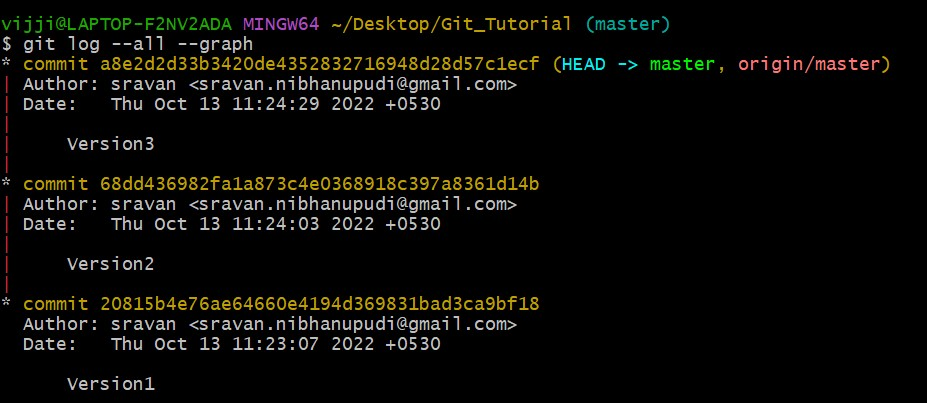 vijji@LAPTOP-F2NV2ADA MINGW64 ~/Desktop/Git_Tutorial (master)
$ git log --all --graph
* commit a8e2d2d33b3420de4352832716948d28d57c1ecf (HEAD -> master, origin/master)
| Author: sravan <sravan.nibhanupudi@gmail.com>
| Date:   Thu Oct 13 11:24:29 2022 +0530
|
|     Version3
|
* commit 68dd436982fa1a873c4e0368918c397a8361d14b
| Author: sravan <sravan.nibhanupudi@gmail.com>
| Date:   Thu Oct 13 11:24:03 2022 +0530
|
|     Version2
|
* commit 20815b4e76ae64660e4194d369831bad3ca9bf18
  Author: sravan <sravan.nibhanupudi@gmail.com>
  Date:   Thu Oct 13 11:23:07 2022 +0530

      Version1